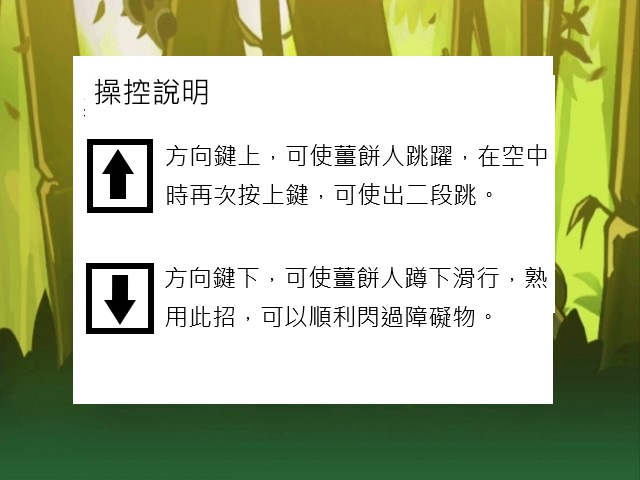 操控說明
方向鍵上，可使薑餅人跳躍，在空中
時再次按上鍵，可使出二段跳。
方向鍵下，可使薑餅人蹲下滑行，熟
用此招，可以順利閃過障礙物。